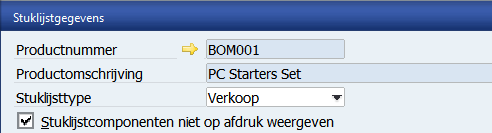 Stuklijstgegevens
Productnummer BOM001
Productomschrijving PC Starters Set
Stuklijsttype Verkoop
Stuklijstcomponenten niet op afdruk weergeven